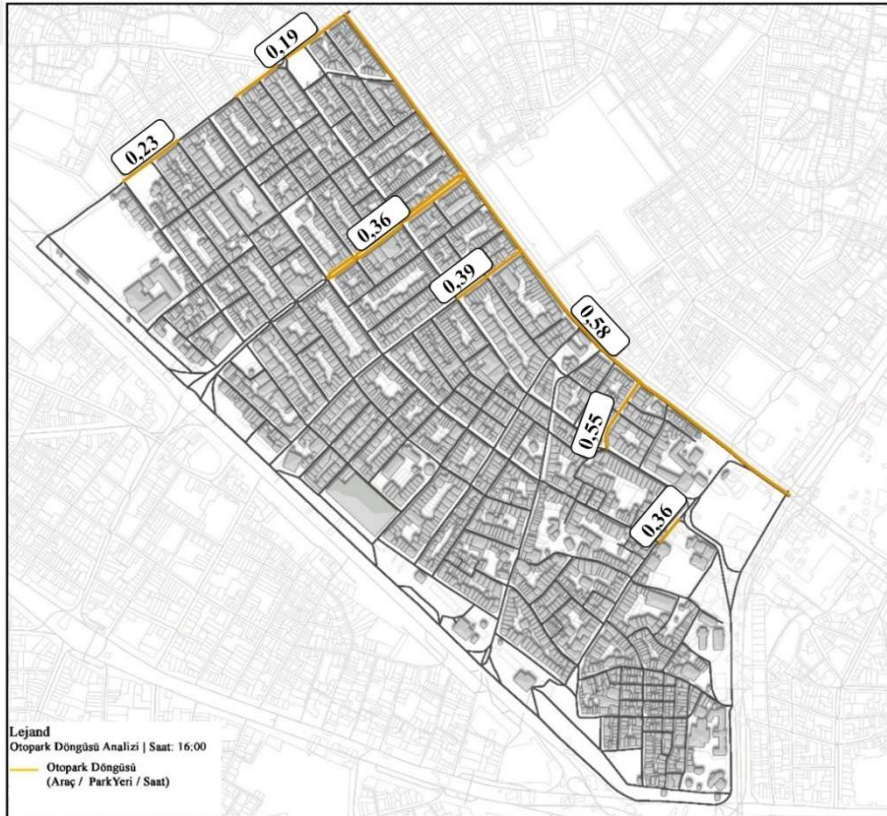 0,19
0,23
0,36
0,39
0,58
0,55
0,36
Lejand
Otopark Döngüsü Analizi | Saat: 16:00
Otopark Döngüsü
(Araç / ParkYeri / Saat)